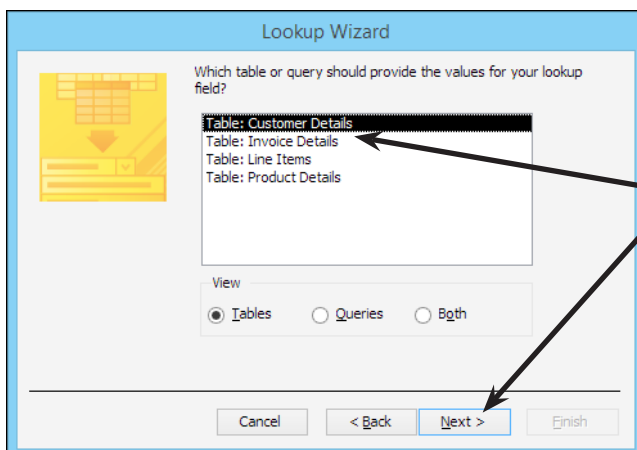 Lookup Wizard
Which table or query should provide the values for your lookup
field?
Table: Customer Details
Table: Invoice Details
Table: Line Items
Table: Product Details
View
Tables
Queries
Both
Cancel
< Back
Next >
Finish